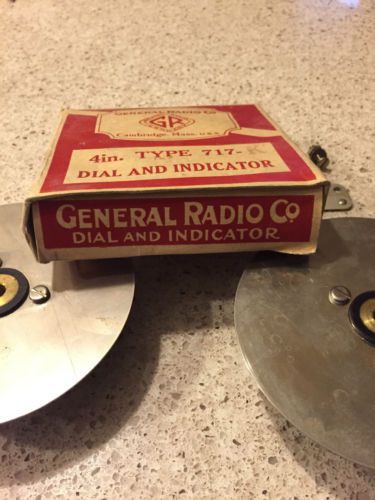 GENERAL RADIO Co
GR
Cambridge, Mass. U.S.A.
4in. TYPE 717-
DIAL AND INDICATOR
GENERAL RADIO Co
DIAL AND INDICATOR